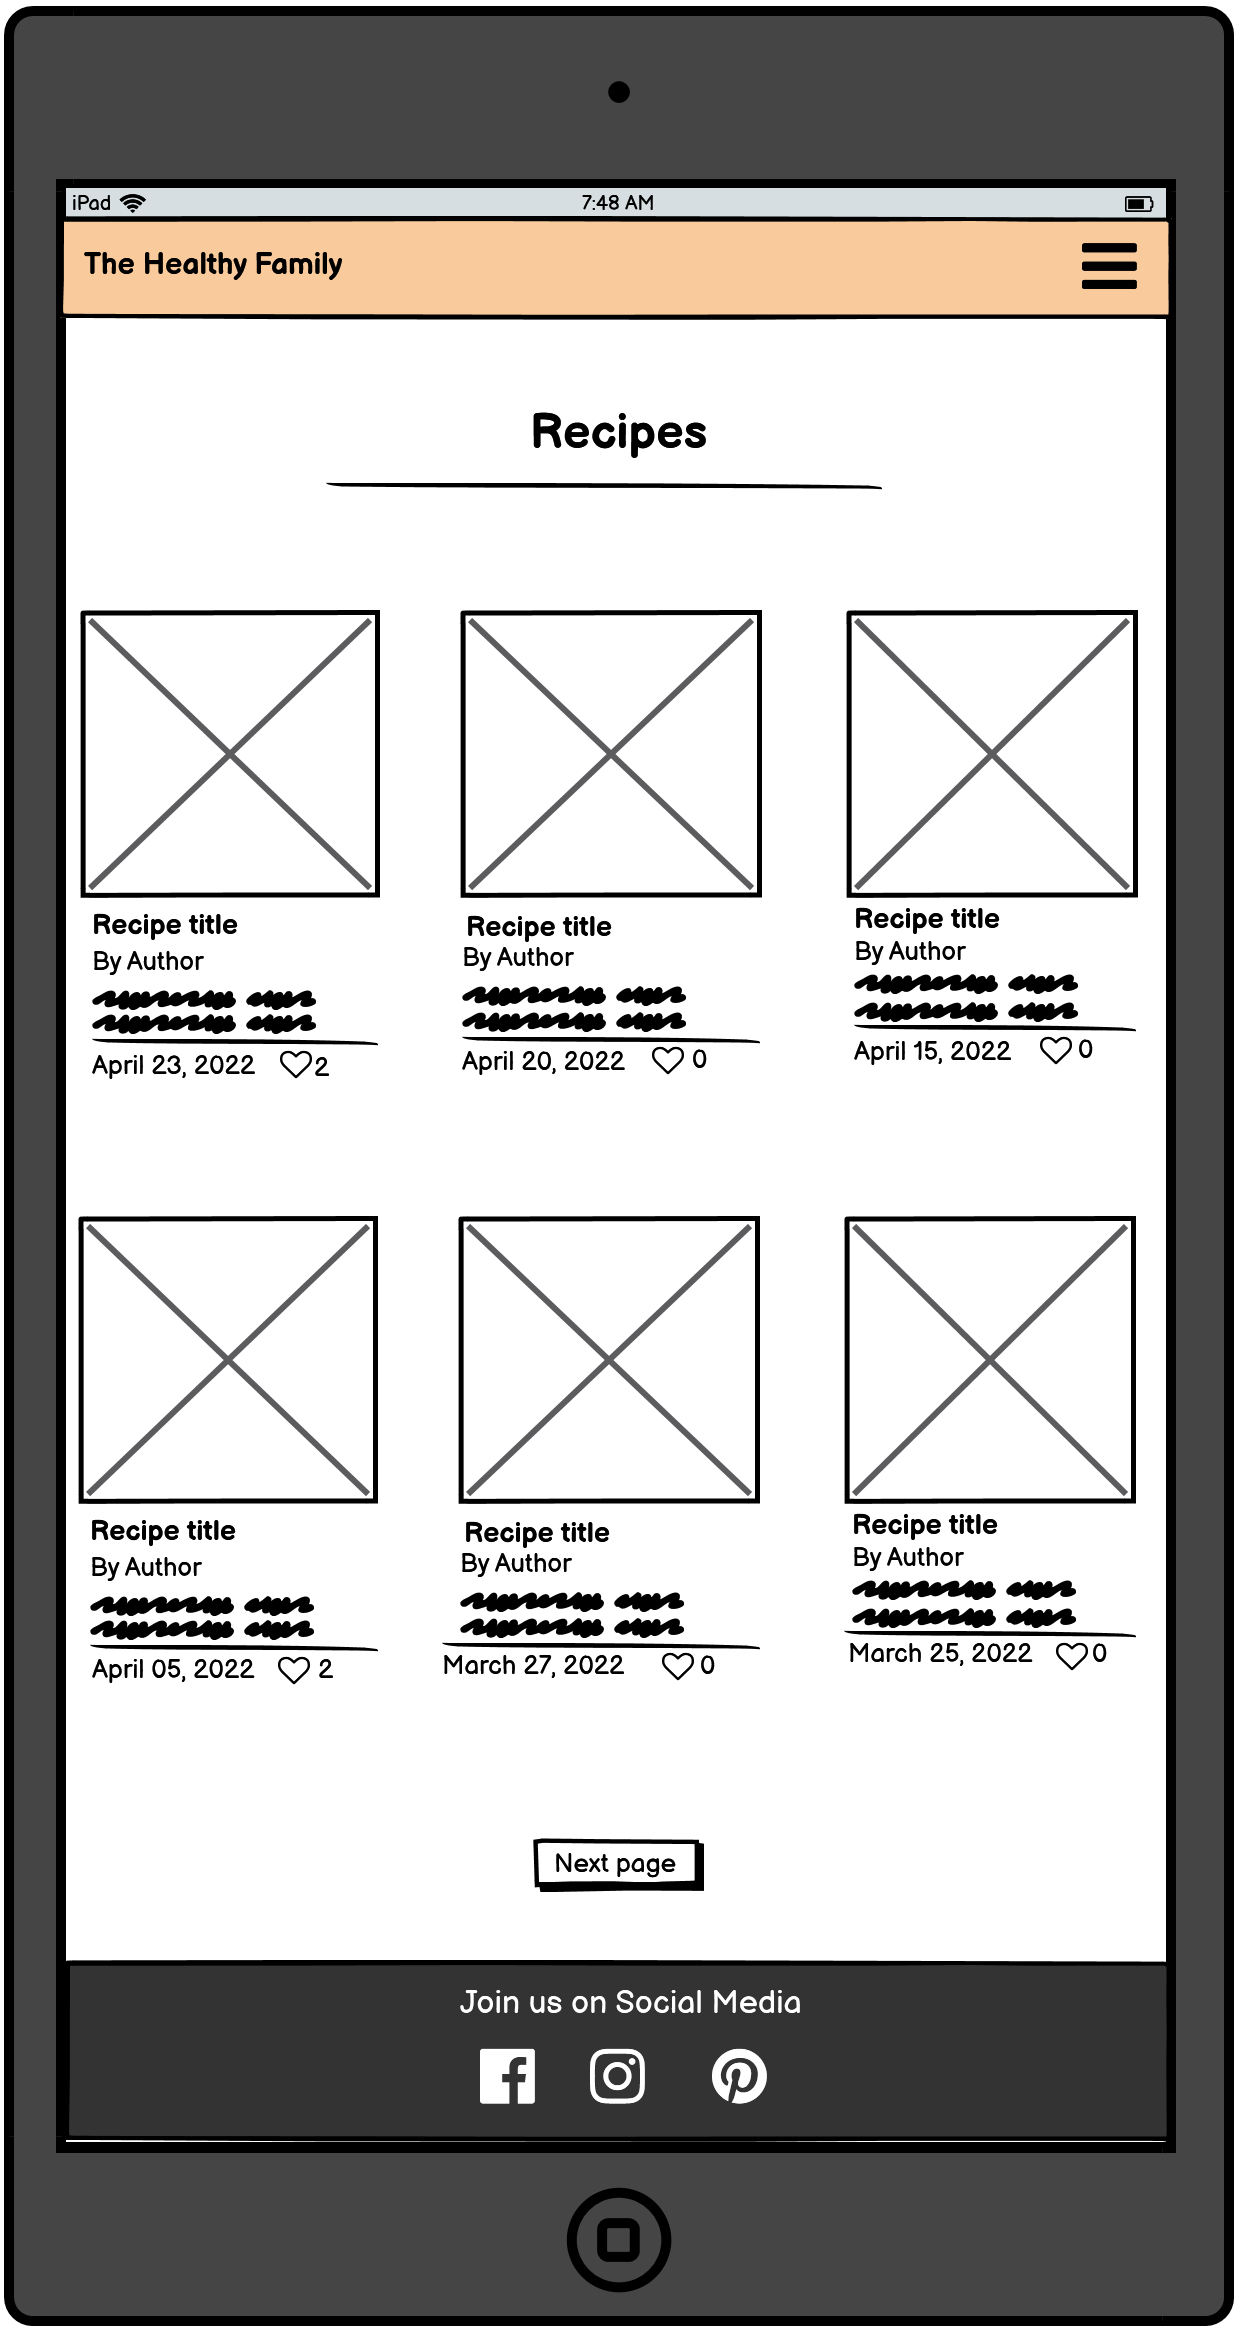 iPad 7:48 AM
The Healthy Family
Recipes
Recipe title
By Author
April 23, 2022 2
Recipe title
By Author
April 20, 2022 0
Recipe title
By Author
April 15, 2022 0
Recipe title
By Author
April 05, 2022 2
Recipe title
By Author
March 27, 2022 0
Recipe title
By Author
March 25, 2022 0
Next page
Join us on Social Media